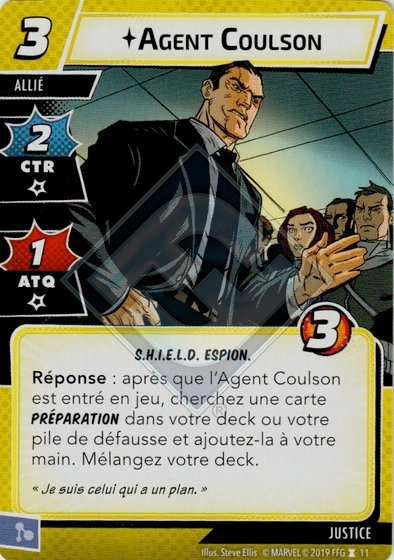 3
AGENT COULSON
ALLIÉ
2
CTR
1
ATQ
3
S.H.I.E.L.D. ESPION.
Réponse : après que l'Agent Coulson
est entré en jeu, cherchez une carte
PRÉPARATION dans votre deck ou votre
pile de défausse et ajoutez-la à votre
main. Mélangez votre deck.
« Je suis celui qui a un plan. »
JUSTICE
Illus. Steve Ellis © MARVEL © 2019 FFG 11